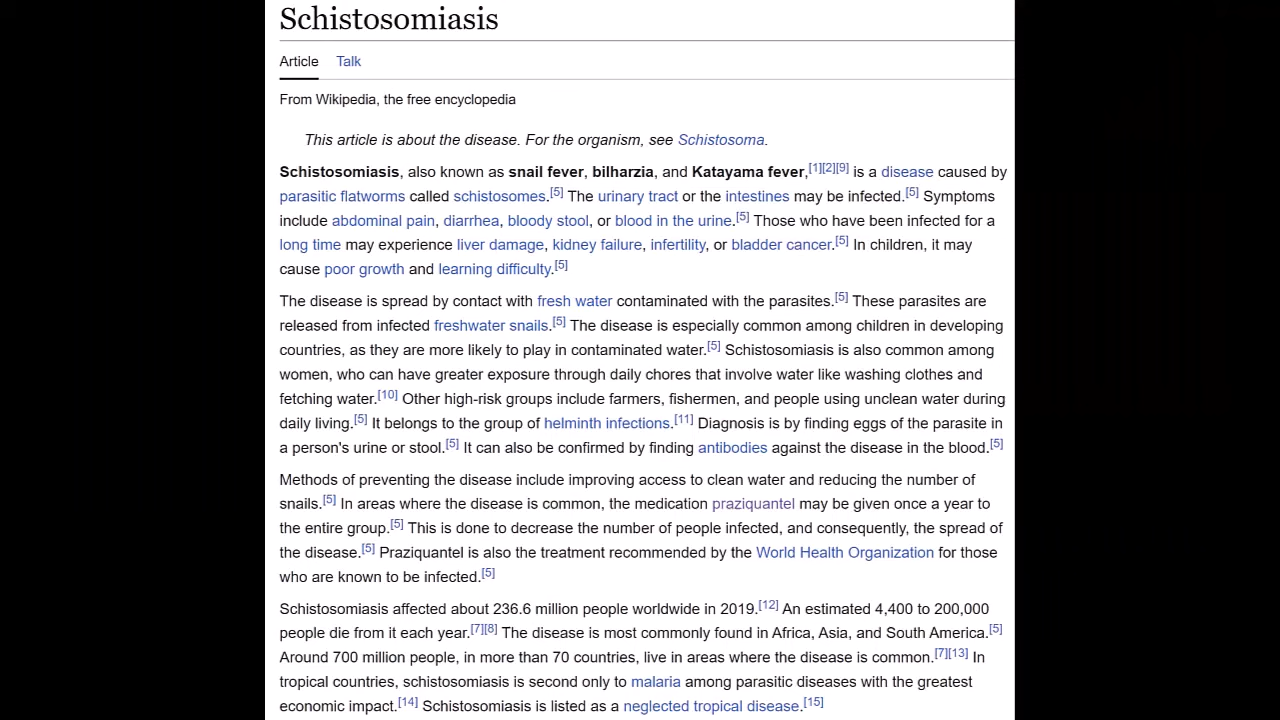 Schistosomiasis
Article Talk
From Wikipedia, the free encyclopedia
This article is about the disease. For the organism, see Schistosoma.
Schistosomiasis, also known as snail fever, bilharzia, and Katayama fever,[1][2][9] is a disease caused by
parasitic flatworms called schistosomes.[5] The urinary tract or the intestines may be infected.[5] Symptoms
include abdominal pain, diarrhea, bloody stool, or blood in the urine.[5] Those who have been infected for a
long time may experience liver damage, kidney failure, infertility, or bladder cancer.[5] In children, it may
cause poor growth and learning difficulty.[5]
The disease is spread by contact with fresh water contaminated with the parasites.[5] These parasites are
released from infected freshwater snails.[5] The disease is especially common among children in developing
countries, as they are more likely to play in contaminated water.[5] Schistosomiasis is also common among
women, who can have greater exposure through daily chores that involve water like washing clothes and
fetching water.[10] Other high-risk groups include farmers, fishermen, and people using unclean water during
daily living.[5] It belongs to the group of helminth infections.[11] Diagnosis is by finding eggs of the parasite in
a person's urine or stool.[5] It can also be confirmed by finding antibodies against the disease in the blood.[5]
Methods of preventing the disease include improving access to clean water and reducing the number of
snails.[5] In areas where the disease is common, the medication praziquantel may be given once a year to
the entire group.[5] This is done to decrease the number of people infected, and consequently, the spread of
the disease.[5] Praziquantel is also the treatment recommended by the World Health Organization for those
who are known to be infected.[5]
Schistosomiasis affected about 236.6 million people worldwide in 2019.[12] An estimated 4,400 to 200,000
people die from it each year.[7][8] The disease is most commonly found in Africa, Asia, and South America.[5]
Around 700 million people, in more than 70 countries, live in areas where the disease is common.[7][13] In
tropical countries, schistosomiasis is second only to malaria among parasitic diseases with the greatest
economic impact.[14] Schistosomiasis is listed as a neglected tropical disease.[15]